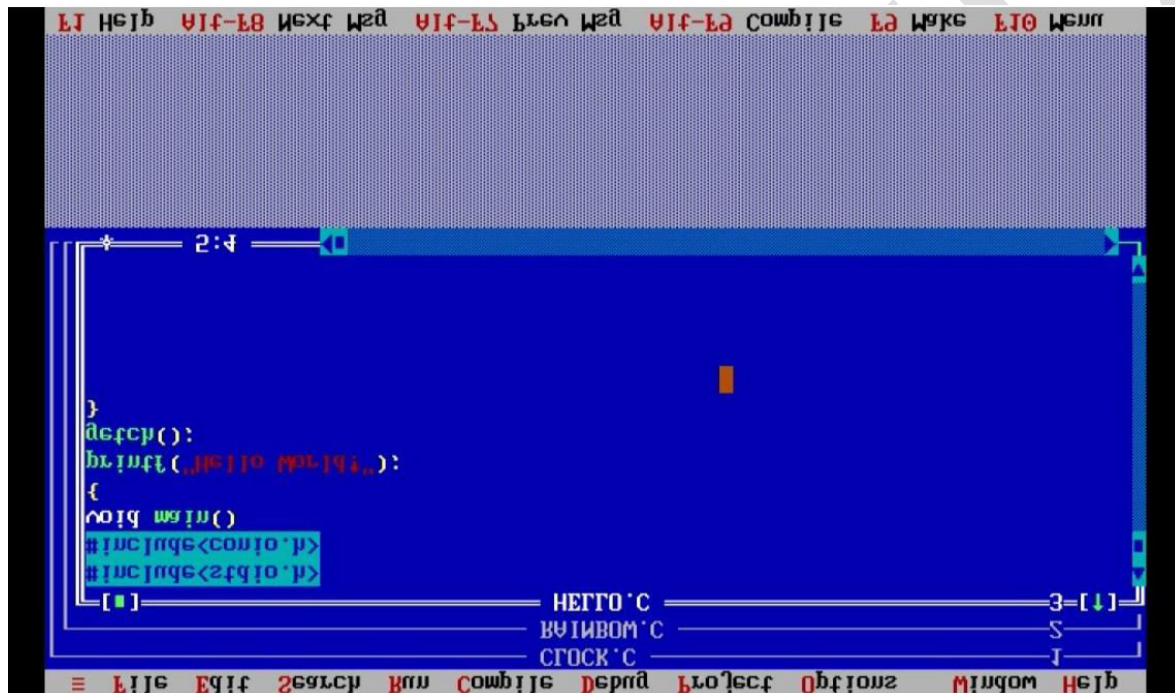 ≡ File Edit Search Run Compile Debug Project Options Window Help
CLOCK.C 1
RAINBOW.C 2
[■] HELLO.C 3=[↑]
#include<stdio.h>
#include<conio.h>
void main()
{
printf("Hello World!");
getch();
}
5:4
F1 Help Alt-F8 Next Msg Alt-F7 Prev Msg Alt-F9 Compile F9 Make F10 Menu